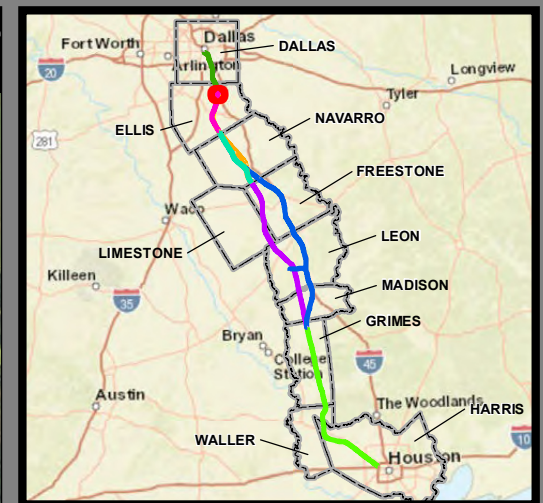 Fort Worth
Dallas
DALLAS
Arlington
20
Longview
Tyler
ELLIS
NAVARRO
281
FREESTONE
Waco
LEON
LIMESTONE
Killeen
MADISON
35
GRIMES
Bryan
College
Station
45
Austin
The Woodlands
HARRIS
WALLER
10
Houston